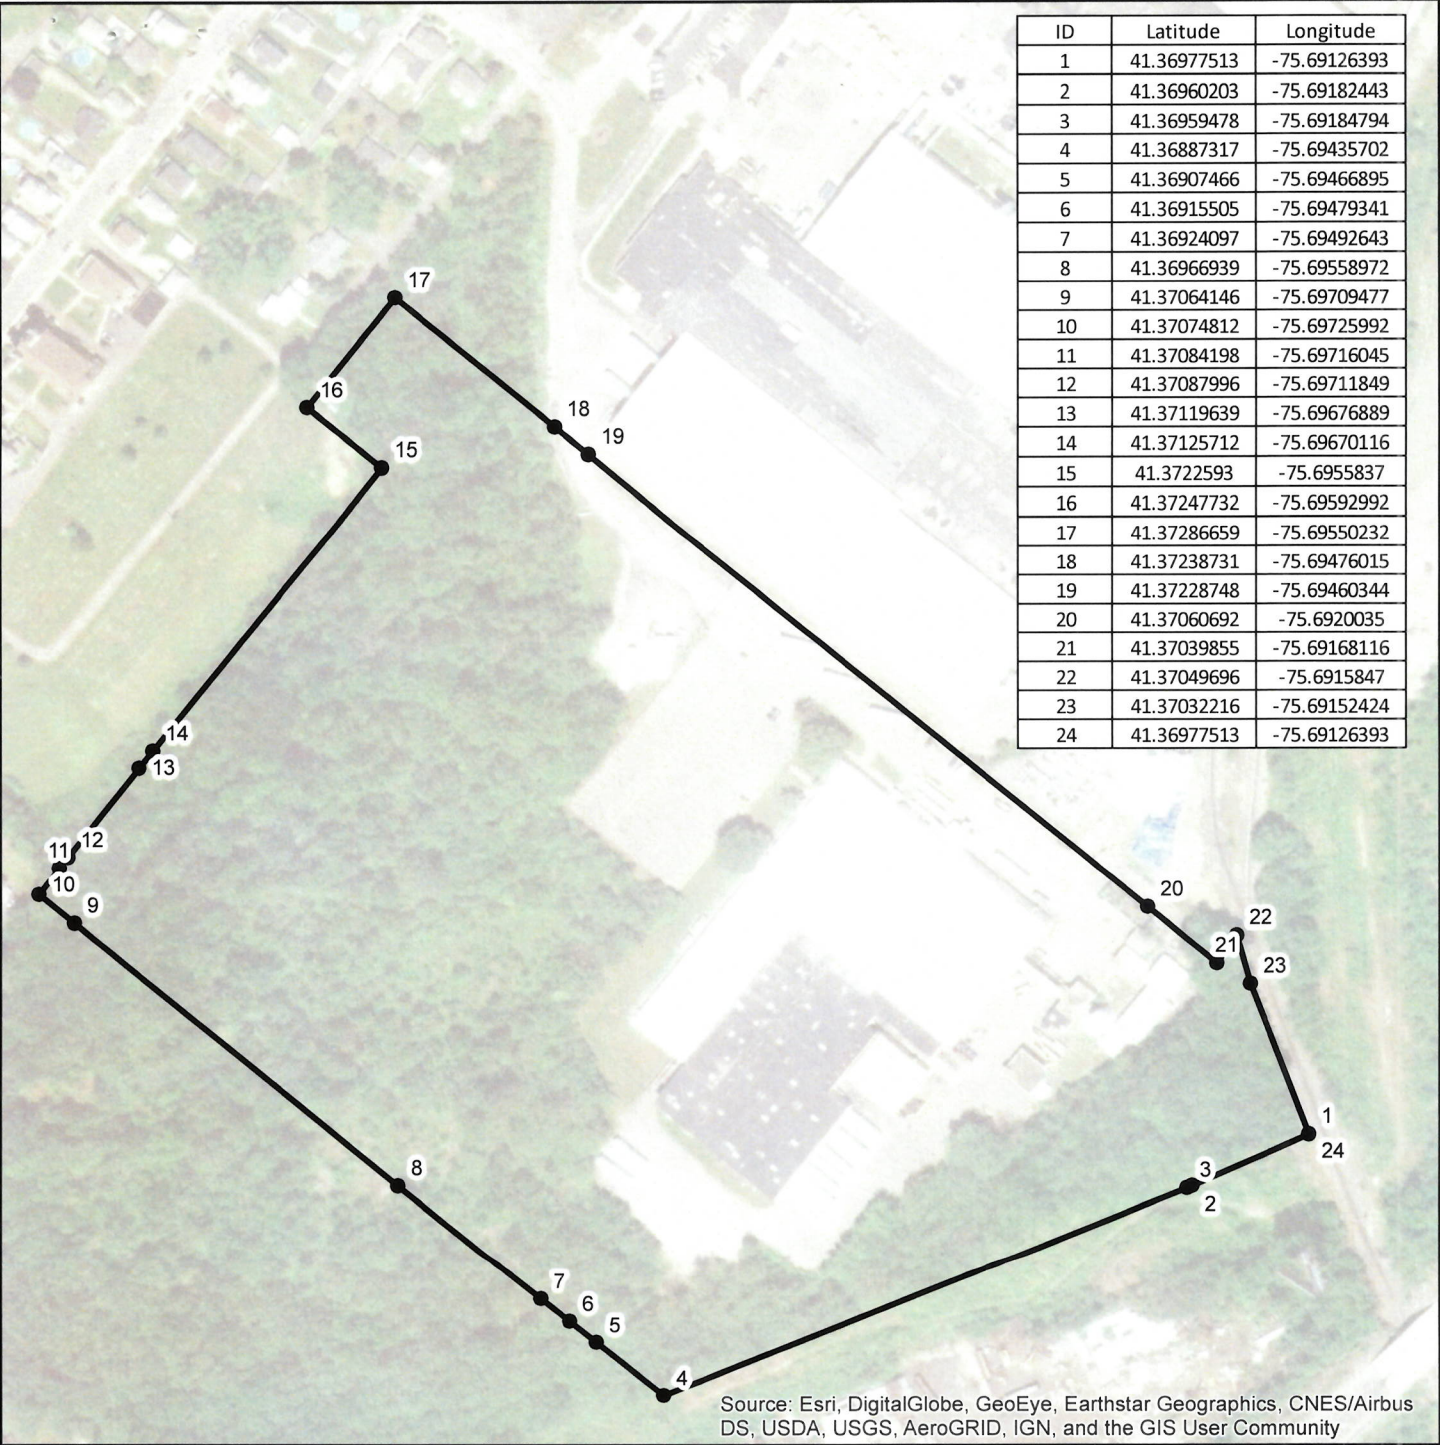 ID Latitude Longitude
1 41.36977513 -75.69126393
2 41.36960203 -75.69182443
3 41.36959478 -75.69184794
4 41.36887317 -75.69435702
5 41.36907466 -75.69466895
6 41.36915505 -75.69479341
7 41.36924097 -75.69492643
8 41.36966939 -75.69558972
9 41.37064146 -75.69709477
10 41.37074812 -75.69725992
11 41.37084198 -75.69716045
12 41.37087996 -75.69711849
13 41.37119639 -75.69676889
14 41.37125712 -75.69670116
15 41.3722593 -75.6955837
16 41.37247732 -75.69592992
17 41.37286659 -75.69550232
18 41.37238731 -75.69476015
19 41.37228748 -75.69460344
20 41.37060692 -75.6920035
21 41.37039855 -75.69168116
22 41.37049696 -75.6915847
23 41.37032216 -75.69152424
24 41.36977513 -75.69126393
17
16
18
19
15
14
13
12
11
10
9
20
22
21
23
1
24
8
3
2
7
6
5
4
Source: Esri, DigitalGlobe, GeoEye, Earthstar Geographics, CNES/Airbus
DS, USDA, USGS, AeroGRID, IGN, and the GIS User Community